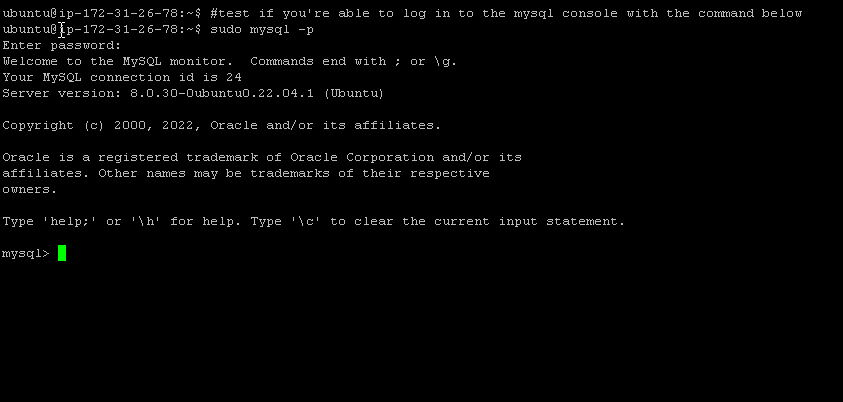 ubuntu@ip-172-31-26-78:~$ #test if you're able to log in to the mysql console with the command below
ubuntu@ip-172-31-26-78:~$ sudo mysql -p
Enter password:
Welcome to the MySQL monitor.  Commands end with ; or \g.
Your MySQL connection id is 24
Server version: 8.0.30-0ubuntu0.22.04.1 (Ubuntu)

Copyright (c) 2000, 2022, Oracle and/or its affiliates.

Oracle is a registered trademark of Oracle Corporation and/or its
affiliates. Other names may be trademarks of their respective
owners.

Type 'help;' or '\h' for help. Type '\c' to clear the current input statement.

mysql>